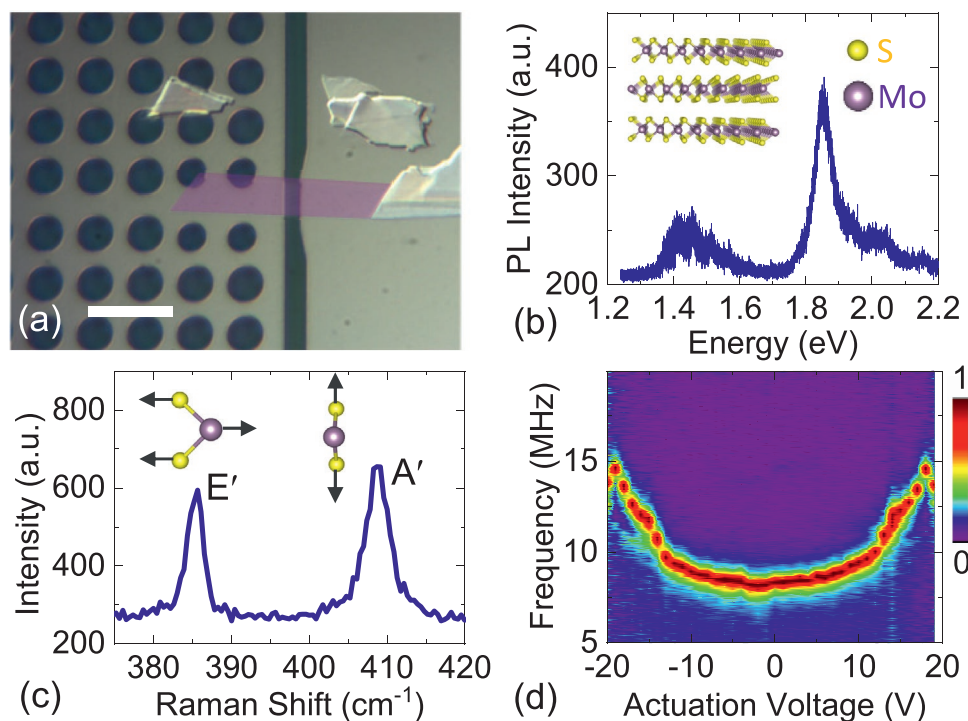 (a)
PL Intensity (a.u.)
400
300
200
1.2 1.4 1.6 1.8 2.0 2.2
Energy (eV)
S
Mo
(b)
Intensity (a.u.)
800
600
400
200
E′
A′
380 390 400 410 420
Raman Shift (cm⁻¹)
(c)
Frequency (MHz)
15
10
5
-20 -10 0 10 20
Actuation Voltage (V)
1
0
(d)